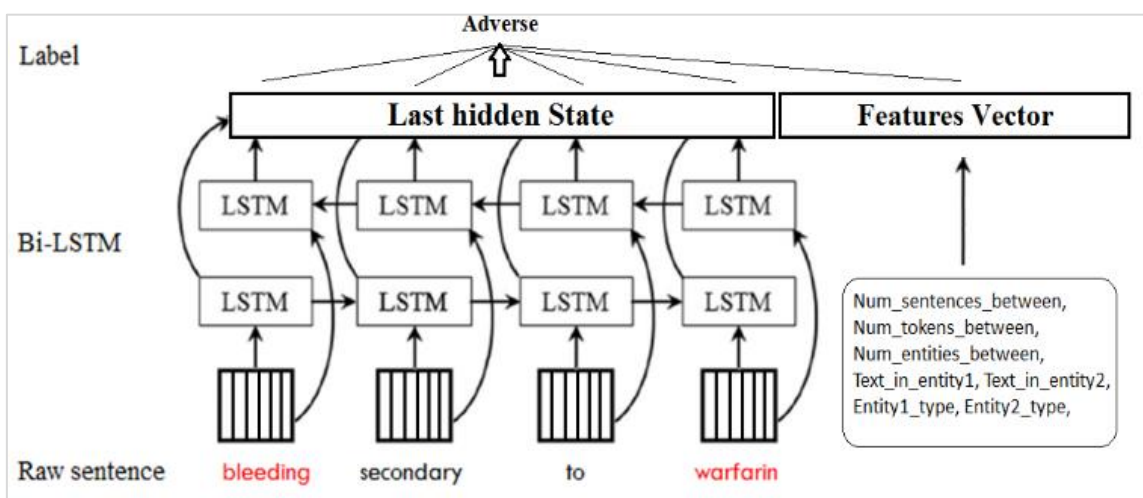 Adverse
Label
Last hidden State
Features Vector
LSTM LSTM LSTM LSTM
Bi-LSTM
LSTM LSTM LSTM LSTM
Num_sentences_between,
Num_tokens_between,
Num_entities_between,
Text_in_entity1, Text_in_entity2,
Entity1_type, Entity2_type,
Raw sentence bleeding secondary to warfarin